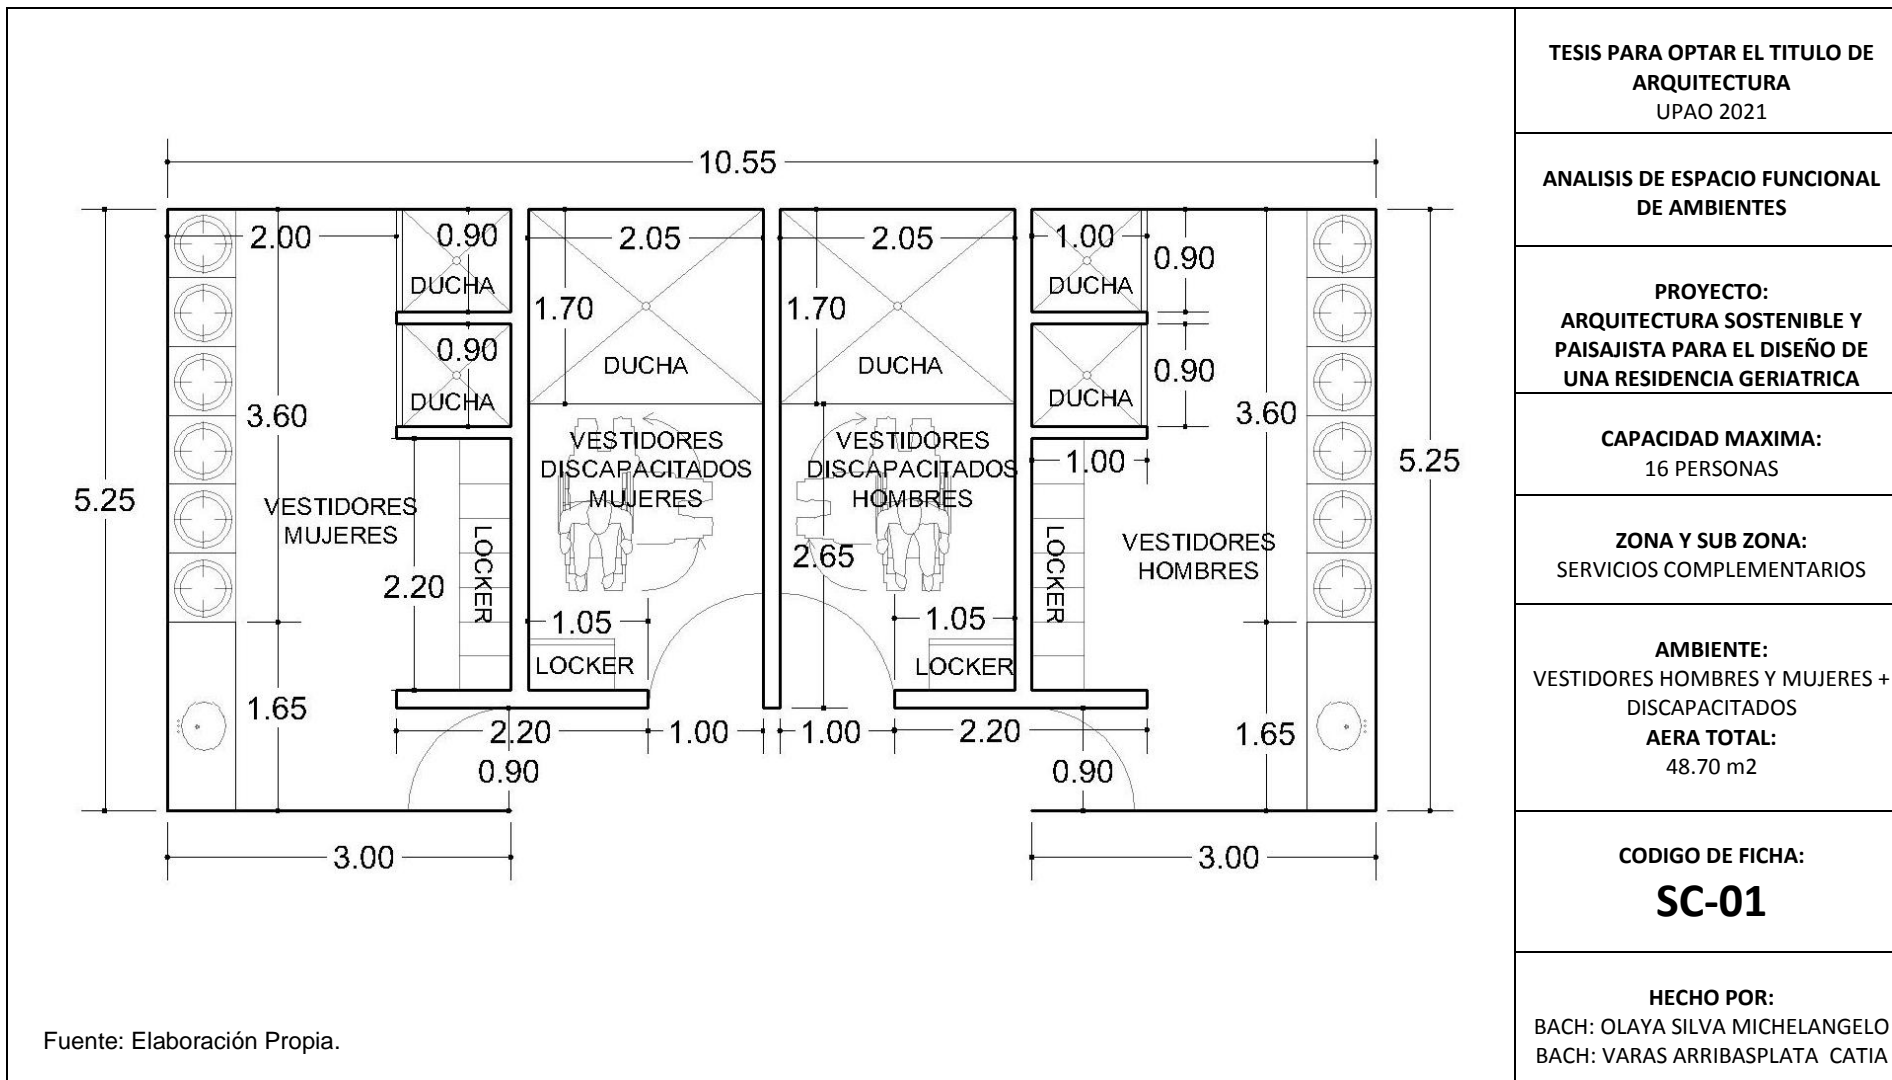 10.55
2.00
0.90
2.05
2.05
1.00
0.90
DUCHA
DUCHA
1.70
1.70
0.90
0.90
DUCHA
DUCHA
DUCHA
DUCHA
3.60
3.60
VESTIDORES
DISCAPACITADOS
MUJERES
VESTIDORES
DISCAPACITADOS
HOMBRES
1.00
5.25
5.25
VESTIDORES
MUJERES
LOCKER
LOCKER
VESTIDORES
HOMBRES
2.65
2.20
1.05
1.05
LOCKER
LOCKER
1.65
1.65
2.20
1.00
1.00
2.20
0.90
0.90
3.00
3.00
Fuente: Elaboración Propia.
TESIS PARA OPTAR EL TITULO DE
ARQUITECTURA
UPAO 2021
ANALISIS DE ESPACIO FUNCIONAL
DE AMBIENTES
PROYECTO:
ARQUITECTURA SOSTENIBLE Y
PAISAJISTA PARA EL DISEÑO DE
UNA RESIDENCIA GERIATRICA
CAPACIDAD MAXIMA:
16 PERSONAS
ZONA Y SUB ZONA:
SERVICIOS COMPLEMENTARIOS
AMBIENTE:
VESTIDORES HOMBRES Y MUJERES +
DISCAPACITADOS
AERA TOTAL:
48.70 m2
CODIGO DE FICHA:
SC-01
HECHO POR:
BACH: OLAYA SILVA MICHELANGELO
BACH: VARAS ARRIBASPLATA CATIA